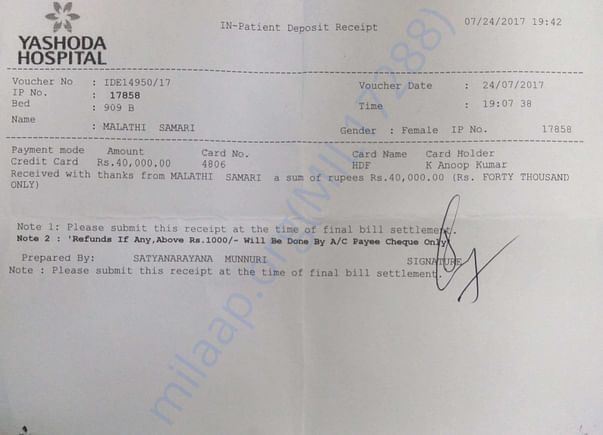 IN-Patient Deposit Receipt 07/24/2017 19:42
YASHODA
HOSPITAL
Voucher No : IDE14950/17 Voucher Date : 24/07/2017
IP No. : 17858
Bed : 909 B Time : 19:07 38
Name : MALATHI SAMARI Gender : Female IP No. 17858
Payment mode Amount Card No. Card Name Card Holder
Credit Card Rs.40,000.00 4806 HDF K Anoop Kumar
Received with thanks from MALATHI SAMARI a sum of rupees Rs.40,000.00 (Rs. FORTY THOUSAND
ONLY)
Note 1: Please submit this receipt at the time of final bill settlement.
Note 2 : 'Refunds If Any,Above Rs.1000/- Will Be Done By A/C Payee Cheque Only'
Prepared By: SATYANARAYANA MUNNURI SIGNATURE
Note : Please submit this receipt at the time of final bill settlement.
milaap.org(Mil-17288)